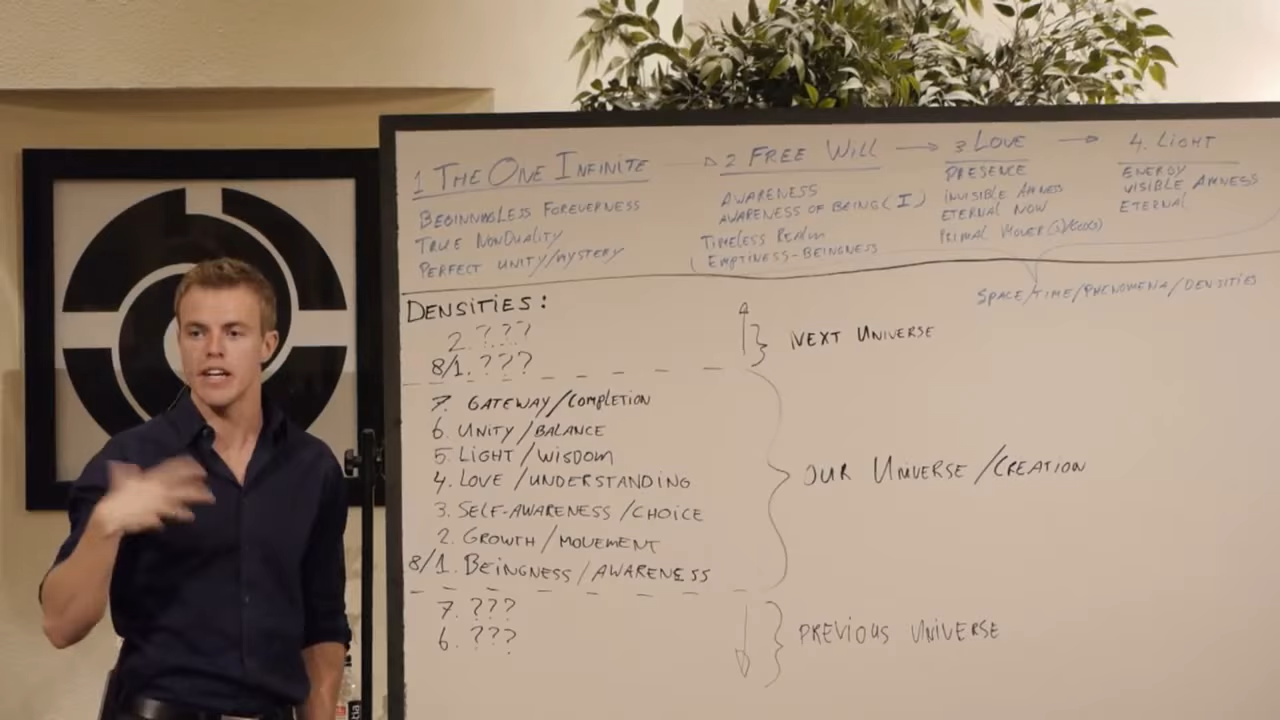 1 THE ONE INFINITE
BEGINNINGLESS FOREVERNESS
TRUE NONDUALITY
PERFECT UNITY/MYSTERY
→ 2 FREE WILL
AWARENESS
AWARENESS OF BEING (I)
TIMELESS REALM
EMPTINESS-BEINGNESS
→ 3 LOVE
PRESENCE
INVISIBLE AMNESS
ETERNAL NOW
PRIMAL MOVER
→ 4. LIGHT
ENERGY
VISIBLE AMNESS
ETERNAL
SPACE/TIME/PHENOMENA/DENSITIES
DENSITIES:
2. ???
8/1. ???
NEXT UNIVERSE
7. GATEWAY/COMPLETION
6. UNITY/BALANCE
5. LIGHT/WISDOM
4. LOVE/UNDERSTANDING
3. SELF-AWARENESS/CHOICE
2. GROWTH/MOVEMENT
8/1. BEINGNESS/AWARENESS
OUR UNIVERSE/CREATION
7. ???
6. ???
PREVIOUS UNIVERSE